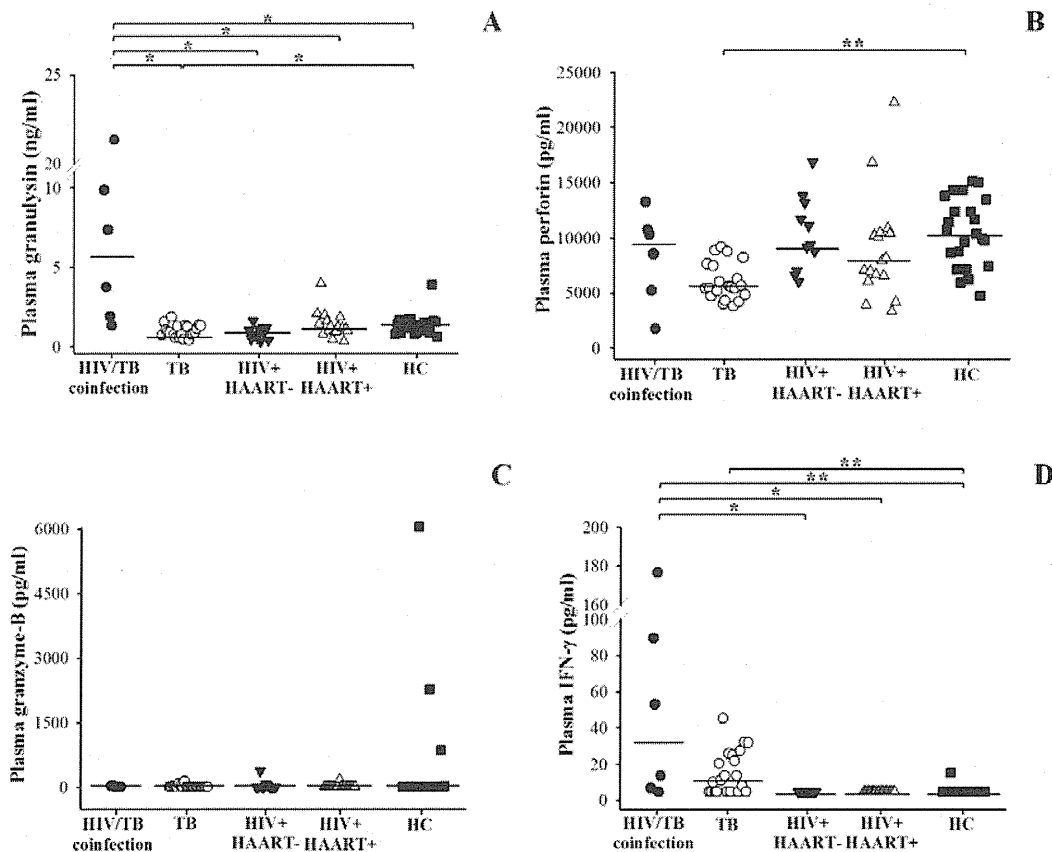 A
* 
*
*
* *
Plasma granulysin (ng/ml)
25
20
10
5
0
HIV/TB coinfection
TB
HIV+ HAART-
HIV+ HAART+
HC
B
**
Plasma perforin (pg/ml)
25000
20000
15000
10000
5000
0
HIV/TB coinfection
TB
HIV+ HAART-
HIV+ HAART+
HC
C
Plasma granzyme-B (pg/ml)
6000
4500
3000
1500
0
HIV/TB coinfection
TB
HIV+ HAART-
HIV+ HAART+
HC
D
**
**
*
*
Plasma IFN-γ (pg/ml)
200
180
160
100
80
60
40
20
0
HIV/TB coinfection
TB
HIV+ HAART-
HIV+ HAART+
HC